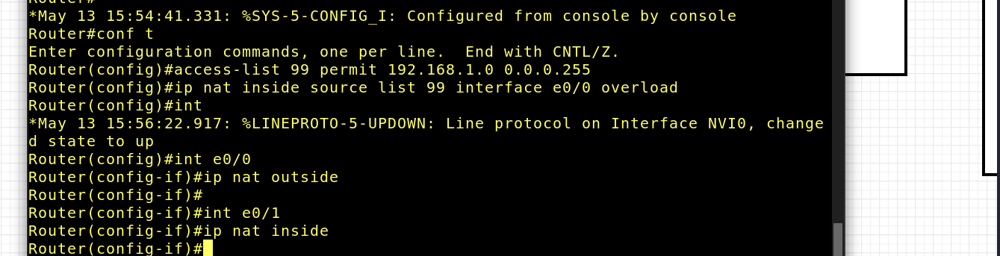 Router#
*May 13 15:54:41.331: %SYS-5-CONFIG_I: Configured from console by console
Router#conf t
Enter configuration commands, one per line.  End with CNTL/Z.
Router(config)#access-list 99 permit 192.168.1.0 0.0.0.255
Router(config)#ip nat inside source list 99 interface e0/0 overload
Router(config)#int
*May 13 15:56:22.917: %LINEPROTO-5-UPDOWN: Line protocol on Interface NVI0, change
d state to up
Router(config)#int e0/0
Router(config-if)#ip nat outside
Router(config-if)#
Router(config-if)#int e0/1
Router(config-if)#ip nat inside
Router(config-if)#